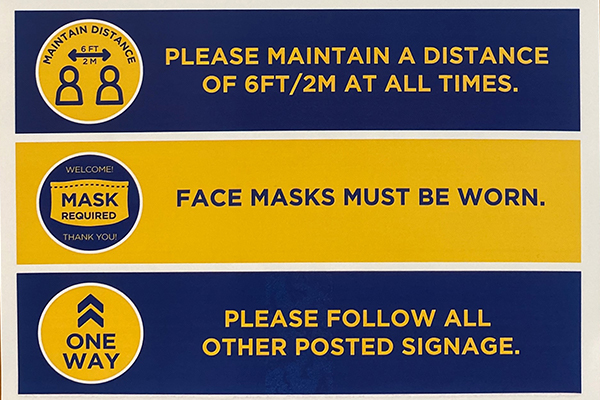 MAINTAIN DISTANCE
6 FT
2 M
PLEASE MAINTAIN A DISTANCE
OF 6FT/2M AT ALL TIMES.
WELCOME!
MASK
REQUIRED
THANK YOU!
FACE MASKS MUST BE WORN.
ONE
WAY
PLEASE FOLLOW ALL
OTHER POSTED SIGNAGE.